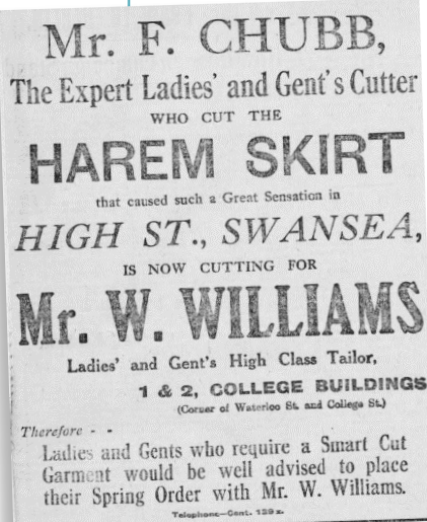 Mr. F. CHUBB,
The Expert Ladies' and Gent's Cutter
WHO CUT THE
HAREM SKIRT
that caused such a Great Sensation in
HIGH ST., SWANSEA,
IS NOW CUTTING FOR
Mr. W. WILLIAMS
Ladies' and Gent's High Class Tailor,
1 & 2, COLLEGE BUILDINGS
(Corner of Waterloo St. and College St.)
Therefore - -
Ladies and Gents who require a Smart Cut
Garment would be well advised to place
their Spring Order with Mr. W. Williams.
Telephone—Cent. 139